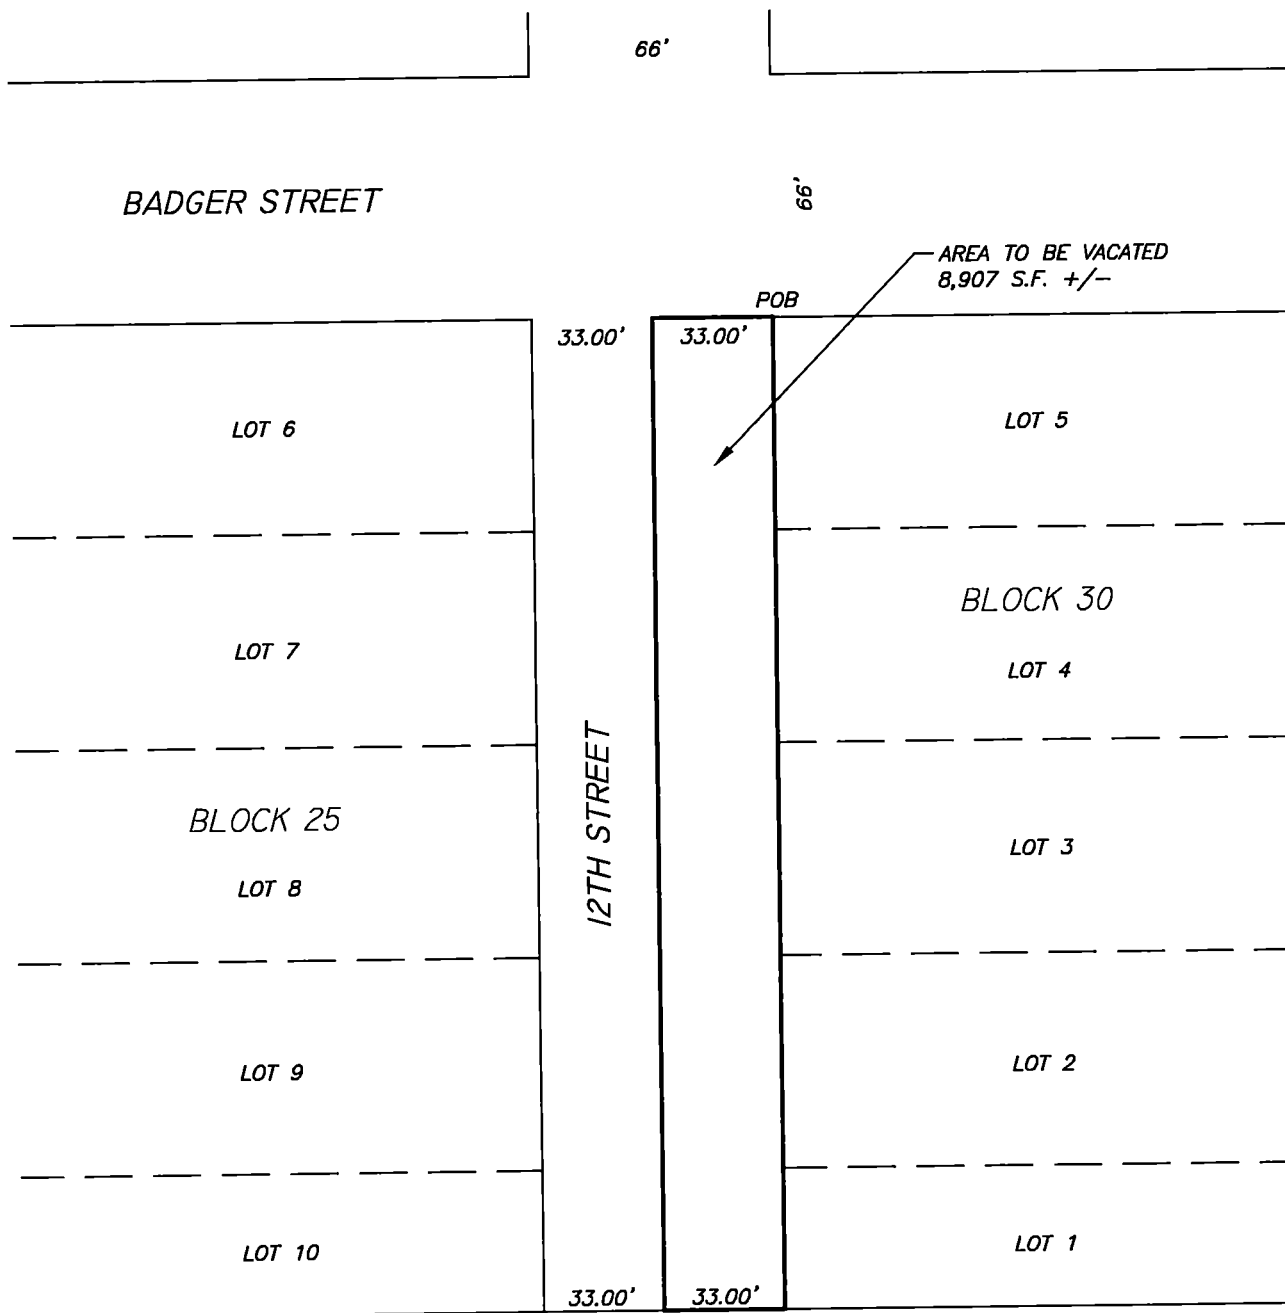 66'
BADGER STREET
66'
AREA TO BE VACATED
8,907 S.F. +/-
POB
33.00'
33.00'
LOT 6
LOT 5
BLOCK 30
LOT 7
LOT 4
12TH STREET
BLOCK 25
LOT 3
LOT 8
LOT 9
LOT 2
LOT 10
LOT 1
33.00'
33.00'